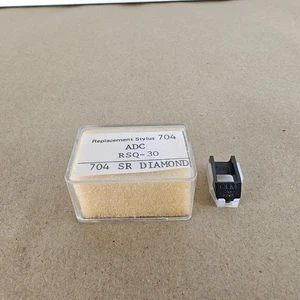 Replacement Stylus 704
ADC
RSQ-30
704 SR DIAMOND